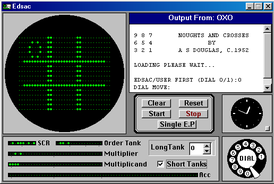 Edsac
Output From: OXO
9 8 7 NOUGHTS AND CROSSES
6 5 4 BY
3 2 1 A S DOUGLAS, C.1952
LOADING PLEASE WAIT...
EDSAC/USER FIRST (DIAL 0/1):0
DIAL MOVE:
Clear Reset
Start Stop
Single E.P
SCR Order Tank
Multiplier
Multiplicand
Acc
LongTank 0
Short Tanks
DIAL